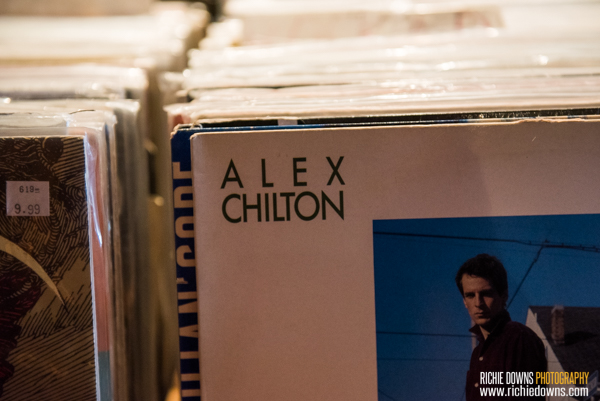 ALEX
CHILTON
9.99
RICHIE DOWNS PHOTOGRAPHY
www.richiedowns.com